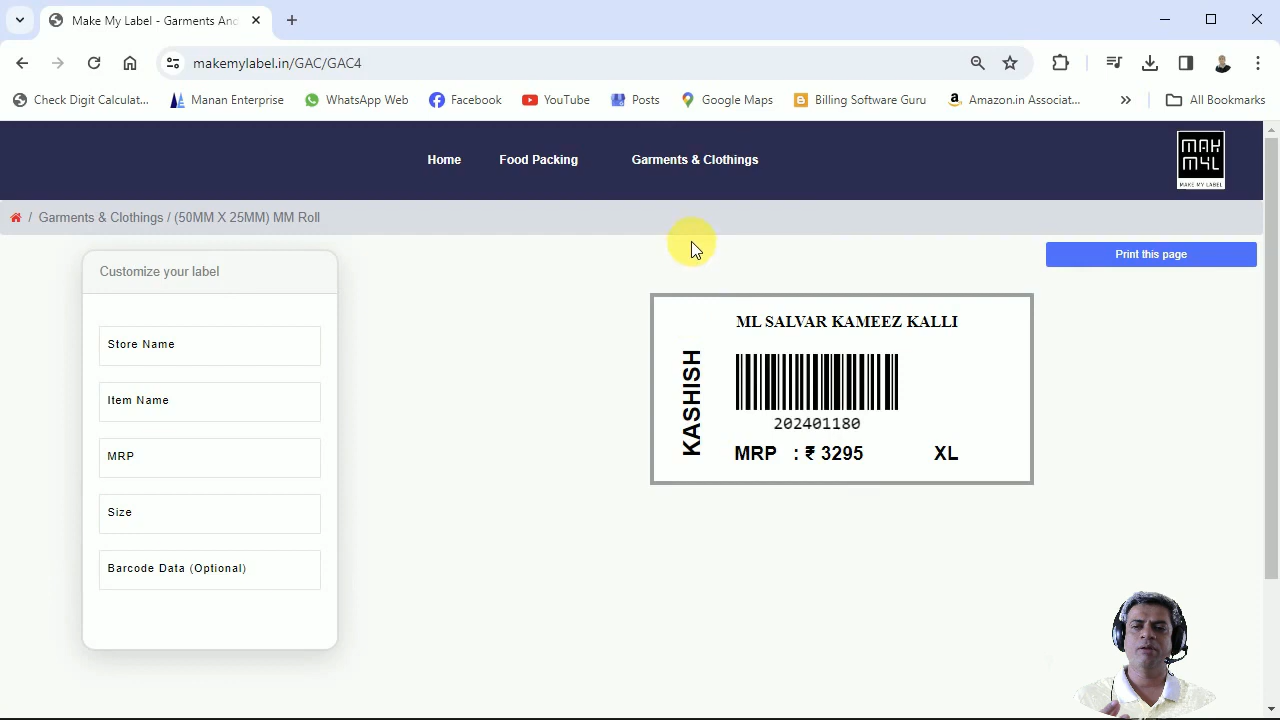 Make My Label - Garments And
makemylabel.in/GAC/GAC4
Check Digit Calculat...
Manan Enterprise
WhatsApp Web
Facebook
YouTube
Posts
Google Maps
Billing Software Guru
Amazon.in Associat...
»
All Bookmarks
Home
Food Packing
Garments & Clothings
MAK
M4L
MAKE MY LABEL
/ Garments & Clothings / (50MM X 25MM) MM Roll
Customize your label
Print this page
Store Name
Item Name
MRP
Size
Barcode Data (Optional)
ML SALVAR KAMEEZ KALLI
KASHISH
202401180
MRP : ₹ 3295 XL